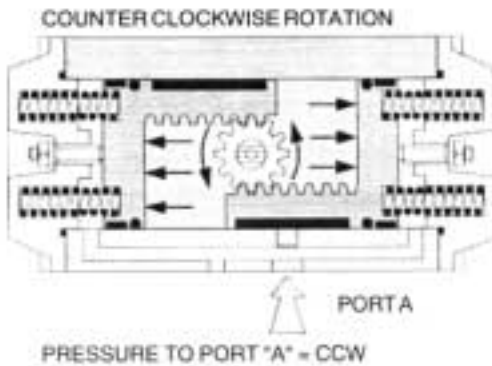 COUNTER CLOCKWISE ROTATION
PORT A
PRESSURE TO PORT "A" = CCW